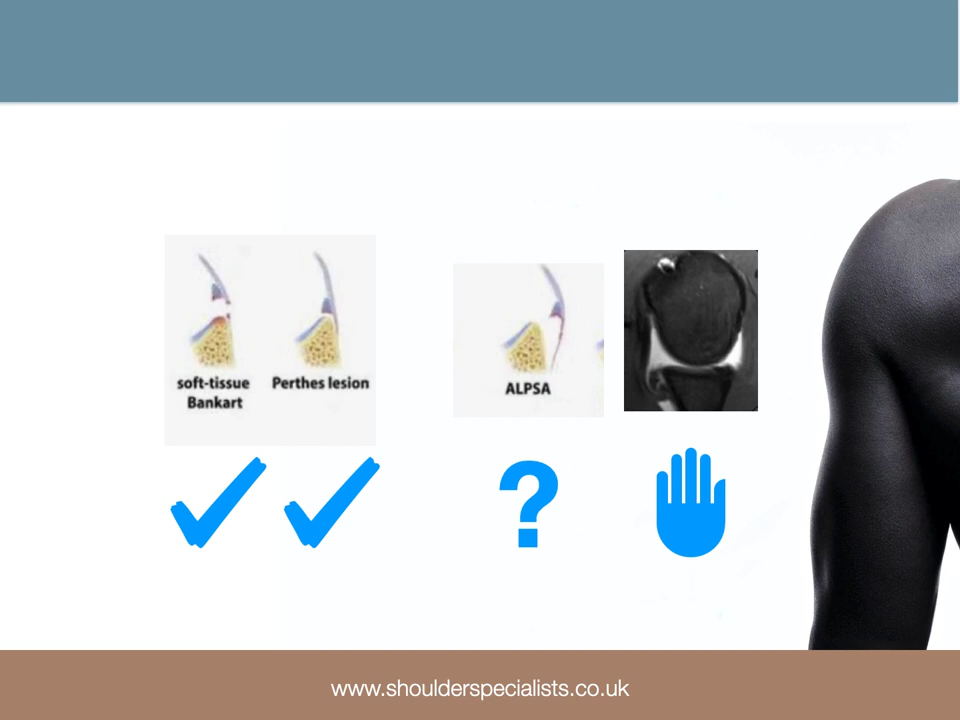 soft-tissue
Bankart
Perthes lesion
ALPSA
?
www.shoulderspecialists.co.uk